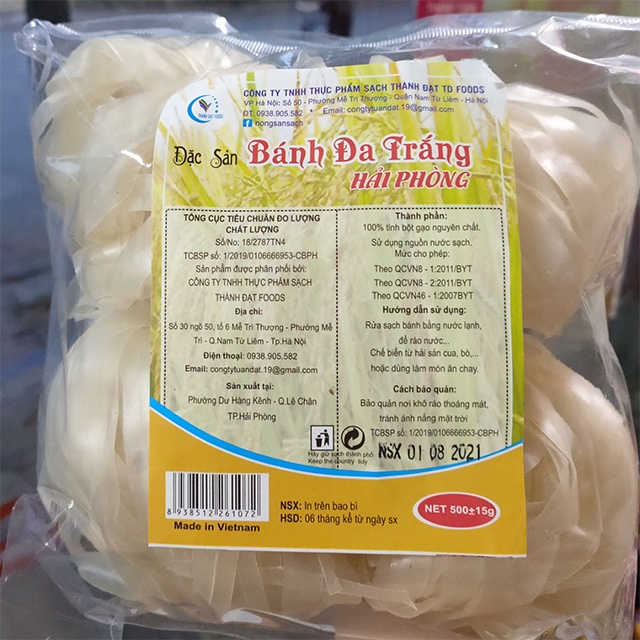 THÀNH ĐẠT FOODS
CÔNG TY TNHH THỰC PHẨM SẠCH THÀNH ĐẠT TD FOODS
VP Hà Nội: Số 50 - Phường Mễ Trì Thượng - Quận Nam Từ Liêm - Hà Nội
ĐT: 0938.905.582 * Email: congtytuandat.19@gmail.com
nongsansach
Đặc Sản Bánh Đa Trắng
HẢI PHÒNG
TỔNG CỤC TIÊU CHUẨN ĐO LƯỢNG
CHẤT LƯỢNG
Số/No: 18/2787TN4
TCBSP số: 1/2019/0106666953-CBPH
Sản phẩm được phân phối bởi:
CÔNG TY TNHH THỰC PHẨM SẠCH
THÀNH ĐẠT FOODS
Địa chỉ:
Số 30 ngõ 50, tổ 6 Mễ Trì Thượng - Phường Mễ
Trì - Q.Nam Từ Liêm - Tp.Hà Nội
Điện thoại: 0938.905.582
Email: congtytuandat.19@gmail.com
Sản xuất tại:
Phường Dư Hàng Kênh - Q.Lê Chân
TP.Hải Phòng
Thành phần:
100% tinh bột gạo nguyên chất.
Sử dụng nguồn nước sạch.
Mức cho phép:
Theo QCVN8 - 1:2011/BYT
Theo QCVN8 - 2:2011/BYT
Theo QCVN46 - 1:2007BYT
Hướng dẫn sử dụng:
Rửa sạch bánh bằng nước lạnh,
để ráo nước...
Chế biến từ hải sản cua, bò,...
hoặc dùng làm món ăn chay.
Cách bảo quản:
Bảo quản nơi khô ráo thoáng mát,
tránh ánh nắng mặt trời
TCBSP số: 1/2019/0106666953-CBPH
NSX 01 08 2021
Hãy giữ sạch thành phố
Keep the country tidy
8 938512 261072
Made in Vietnam
NSX: In trên bao bì
HSD: 06 tháng kể từ ngày sx
NET 500±15g